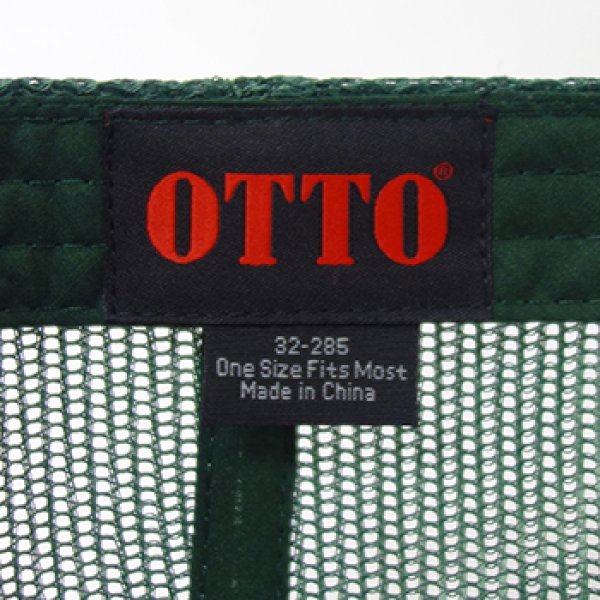 OTTO®
32-285
One Size Fits Most
Made in China